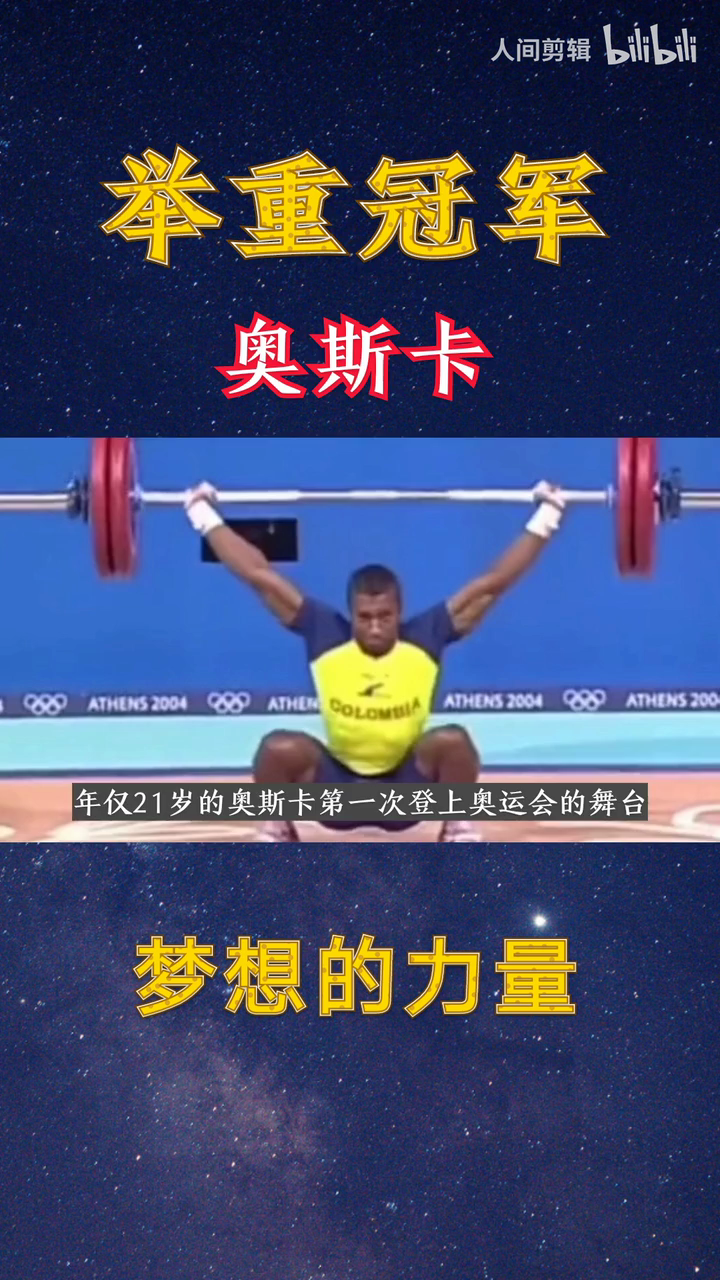 人间剪辑 bilibili
举重冠军
奥斯卡
COLOMBIA
ATHENS 2004 ATHEN ATHENS 2004 ATHENS 200
年仅21岁的奥斯卡第一次登上奥运会的舞台
梦想的力量